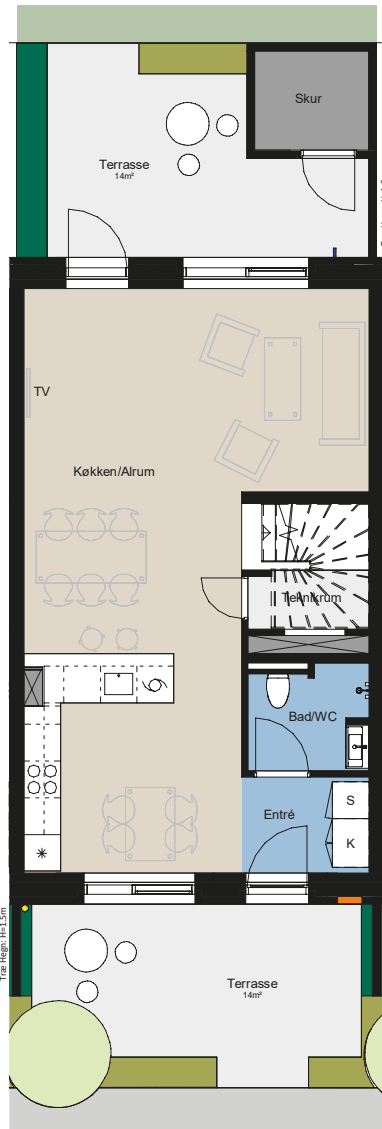 Skur
Terrasse
14m²
TV
Køkken/Alrum
Teknikrum
Bad/WC
Entré
S
K
Træ Hegn: H=1.5m
Terrasse
14m²